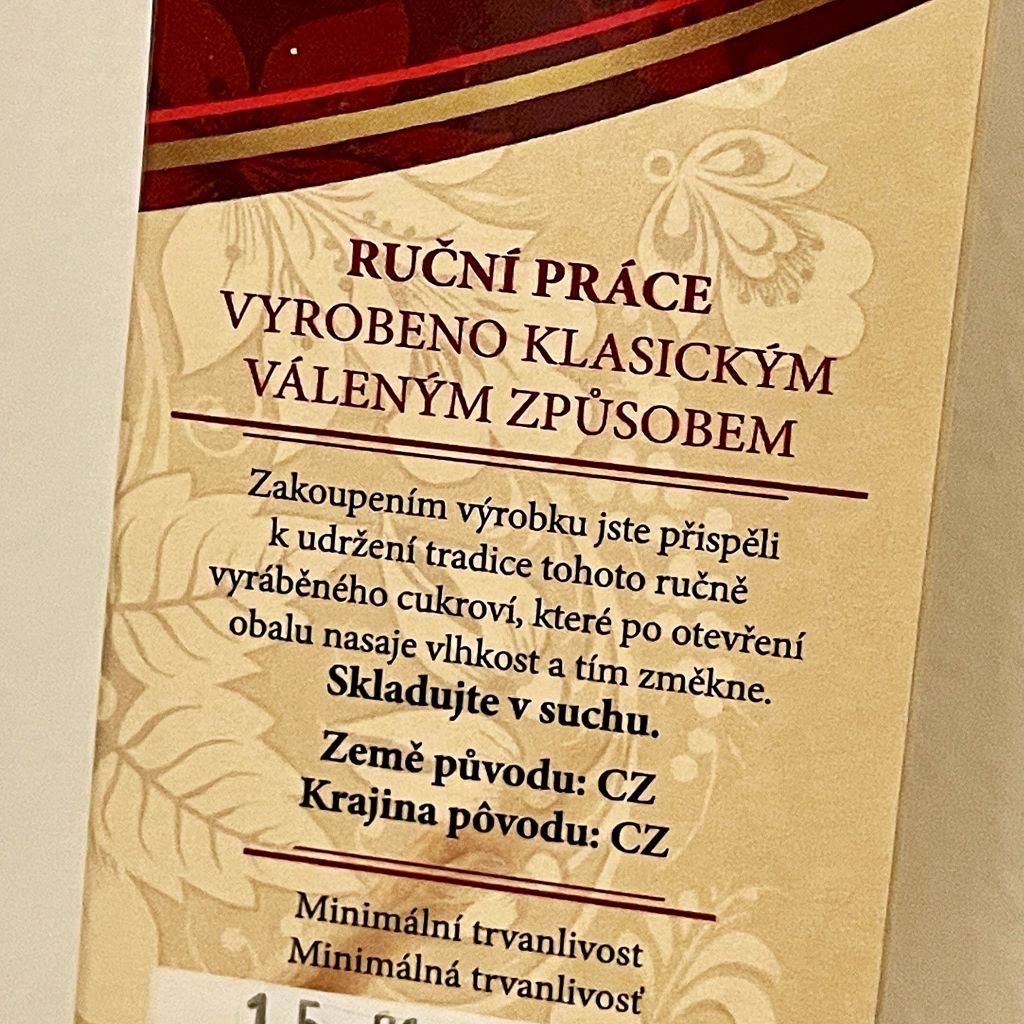 RUČNÍ PRÁCE
VYROBENO KLASICKÝM
VÁLENÝM ZPŮSOBEM
Zakoupením výrobku jste přispěli
k udržení tradice tohoto ručně
vyráběného cukroví, které po otevření
obalu nasaje vlhkost a tím změkne.
Skladujte v suchu.
Země původu: CZ
Krajina pôvodu: CZ
Minimální trvanlivost
Minimálná trvanlivosť